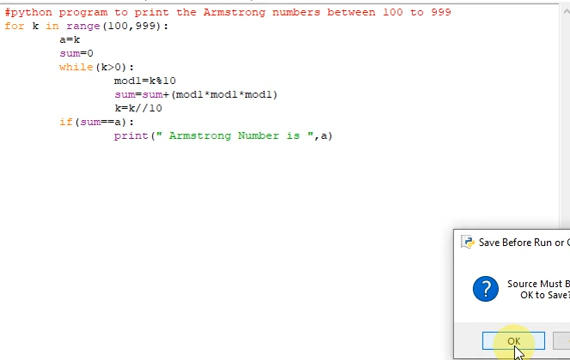 #python program to print the Armstrong numbers between 100 to 999
for k in range(100,999):
a=k
sum=0
while(k>0):
mod1=k%10
sum=sum+(mod1*mod1*mod1)
k=k//10
if(sum==a):
print(" Armstrong Number is ",a)
Save Before Run or
Source Must
OK to Save?
OK